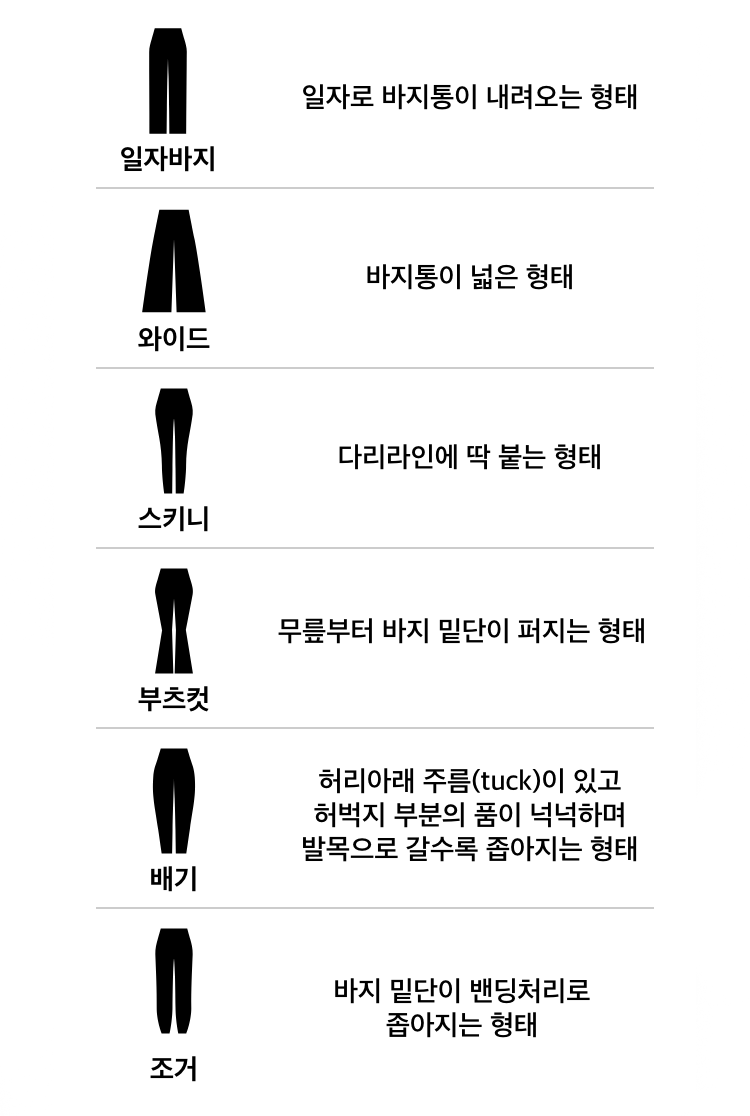 일자로 바지통이 내려오는 형태
일자바지
바지통이 넓은 형태
와이드
다리라인에 딱 붙는 형태
스키니
무릎부터 바지 밑단이 퍼지는 형태
부츠컷
허리아래 주름(tuck)이 있고
허벅지 부분의 품이 넉넉하며
발목으로 갈수록 좁아지는 형태
배기
바지 밑단이 밴딩처리로
좁아지는 형태
조거